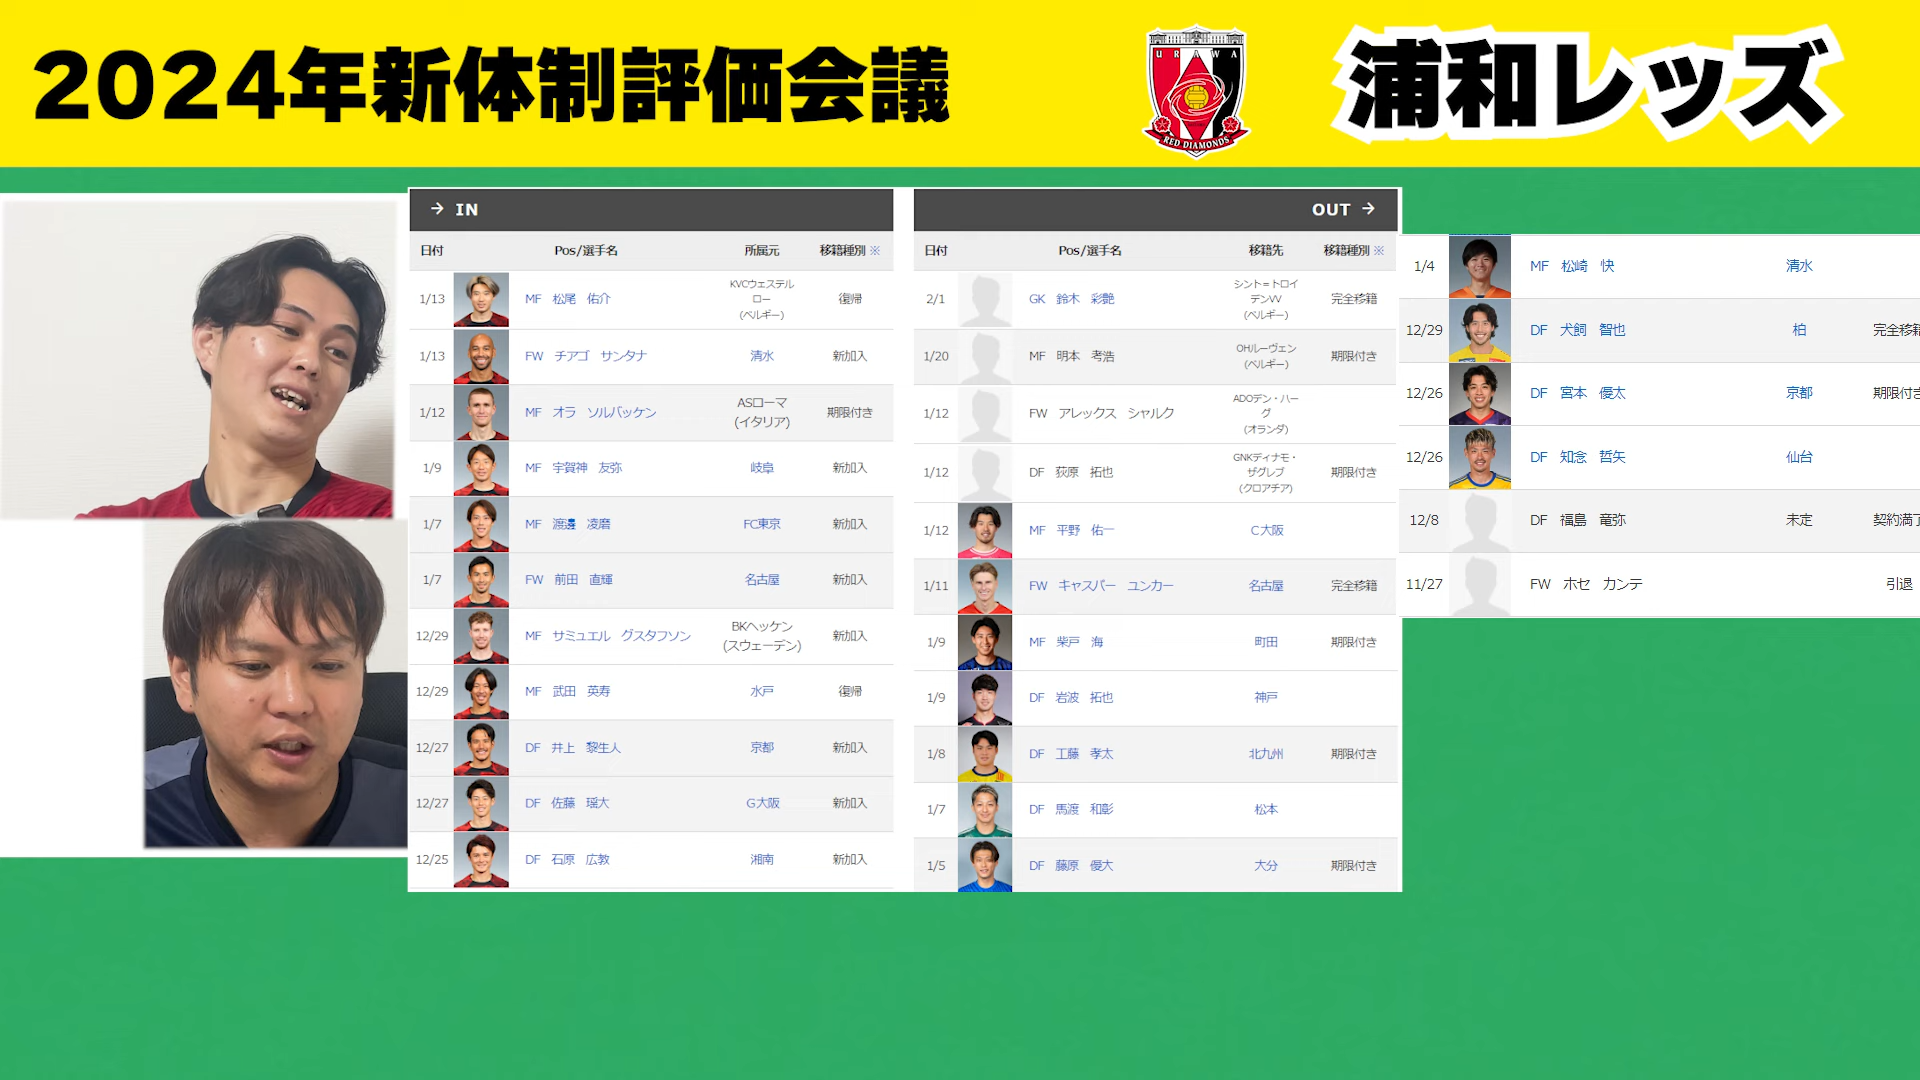 2024年新体制評価会議
URAWA
RED DIAMONDS
浦和レッズ
→ IN
日付 Pos/選手名 所属元 移籍種別 ※
1/13 MF 松尾 佑介 KVCウェステルロー (ベルギー) 復帰
1/13 FW チアゴ サンタナ 清水 新加入
1/12 MF オラ ソルバッケン ASローマ (イタリア) 期限付き
1/9 MF 宇賀神 友弥 岐阜 新加入
1/7 MF 渡邊 凌磨 FC東京 新加入
1/7 FW 前田 直輝 名古屋 新加入
12/29 MF サミュエル グスタフソン BKヘッケン (スウェーデン) 新加入
12/29 MF 武田 英寿 水戸 復帰
12/27 DF 井上 黎生人 京都 新加入
12/27 DF 佐藤 瑶大 G大阪 新加入
12/25 DF 石原 広教 湘南 新加入
OUT →
日付 Pos/選手名 移籍先 移籍種別 ※
2/1 GK 鈴木 彩艶 シント＝トロイデンVV (ベルギー) 完全移籍
1/20 MF 明本 考浩 OHルーヴェン (ベルギー) 期限付き
1/12 FW アレックス シャルク ADOデン・ハーグ (オランダ)
1/12 DF 荻原 拓也 GNKディナモ・ザグレブ (クロアチア) 期限付き
1/12 MF 平野 佑一 C大阪
1/11 FW キャスパー ユンカー 名古屋 完全移籍
1/9 MF 柴戸 海 町田 期限付き
1/9 DF 岩波 拓也 神戸
1/8 DF 工藤 孝太 北九州 期限付き
1/7 DF 馬渡 和彰 松本
1/5 DF 藤原 優大 大分 期限付き
1/4 MF 松崎 快 清水
12/29 DF 犬飼 智也 柏 完全移籍
12/26 DF 宮本 優太 京都 期限付き
12/26 DF 知念 哲矢 仙台
12/8 DF 福島 竜弥 未定 契約満了
11/27 FW ホセ カンテ 引退